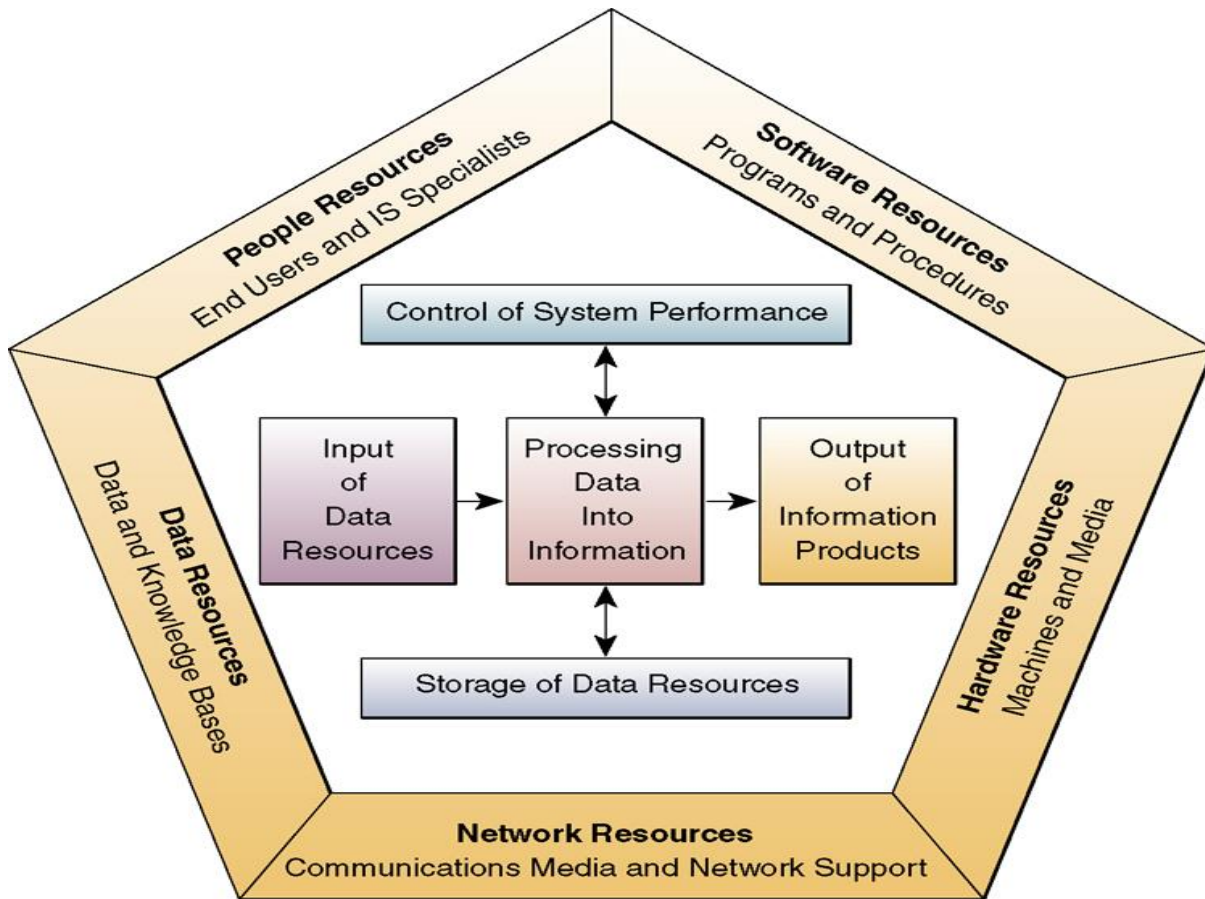 People Resources
End Users and IS Specialists
Software Resources
Programs and Procedures
Control of System Performance
Input
of
Data
Resources
Processing
Data
Into
Information
Output
of
Information
Products
Storage of Data Resources
Data Resources
Data and Knowledge Bases
Hardware Resources
Machines and Media
Network Resources
Communications Media and Network Support